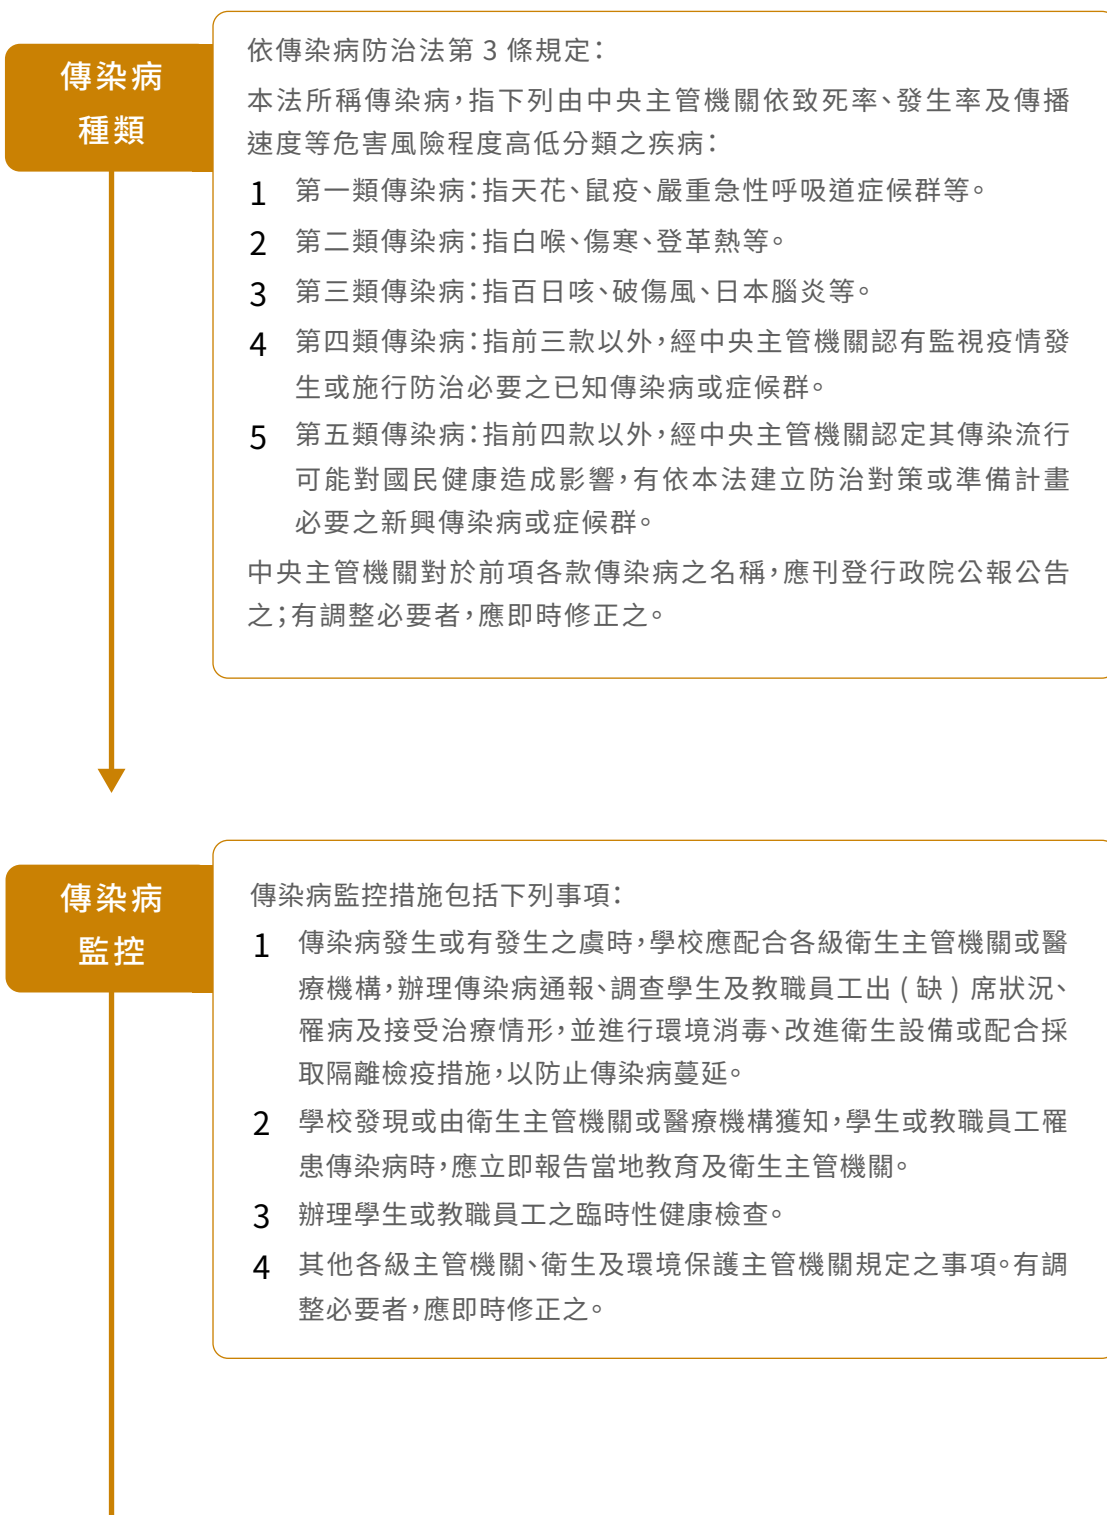 傳染病
種類
依傳染病防治法第 3 條規定：
本法所稱傳染病，指下列由中央主管機關依致死率、發生率及傳播
速度等危害風險程度高低分類之疾病：
1 第一類傳染病：指天花、鼠疫、嚴重急性呼吸道症候群等。
2 第二類傳染病：指白喉、傷寒、登革熱等。
3 第三類傳染病：指百日咳、破傷風、日本腦炎等。
4 第四類傳染病：指前三款以外，經中央主管機關認有監視疫情發
生或施行防治必要之已知傳染病或症候群。
5 第五類傳染病：指前四款以外，經中央主管機關認定其傳染流行
可能對國民健康造成影響，有依本法建立防治對策或準備計畫
必要之新興傳染病或症候群。
中央主管機關對於前項各款傳染病之名稱，應刊登行政院公報公告
之；有調整必要者，應即時修正之。
傳染病
監控
傳染病監控措施包括下列事項：
1 傳染病發生或有發生之虞時，學校應配合各級衛生主管機關或醫
療機構，辦理傳染病通報、調查學生及教職員工出 ( 缺 ) 席狀況、
罹病及接受治療情形，並進行環境消毒、改進衛生設備或配合採
取隔離檢疫措施，以防止傳染病蔓延。
2 學校發現或由衛生主管機關或醫療機構獲知，學生或教職員工罹
患傳染病時，應立即報告當地教育及衛生主管機關。
3 辦理學生或教職員工之臨時性健康檢查。
4 其他各級主管機關、衛生及環境保護主管機關規定之事項。有調
整必要者，應即時修正之。